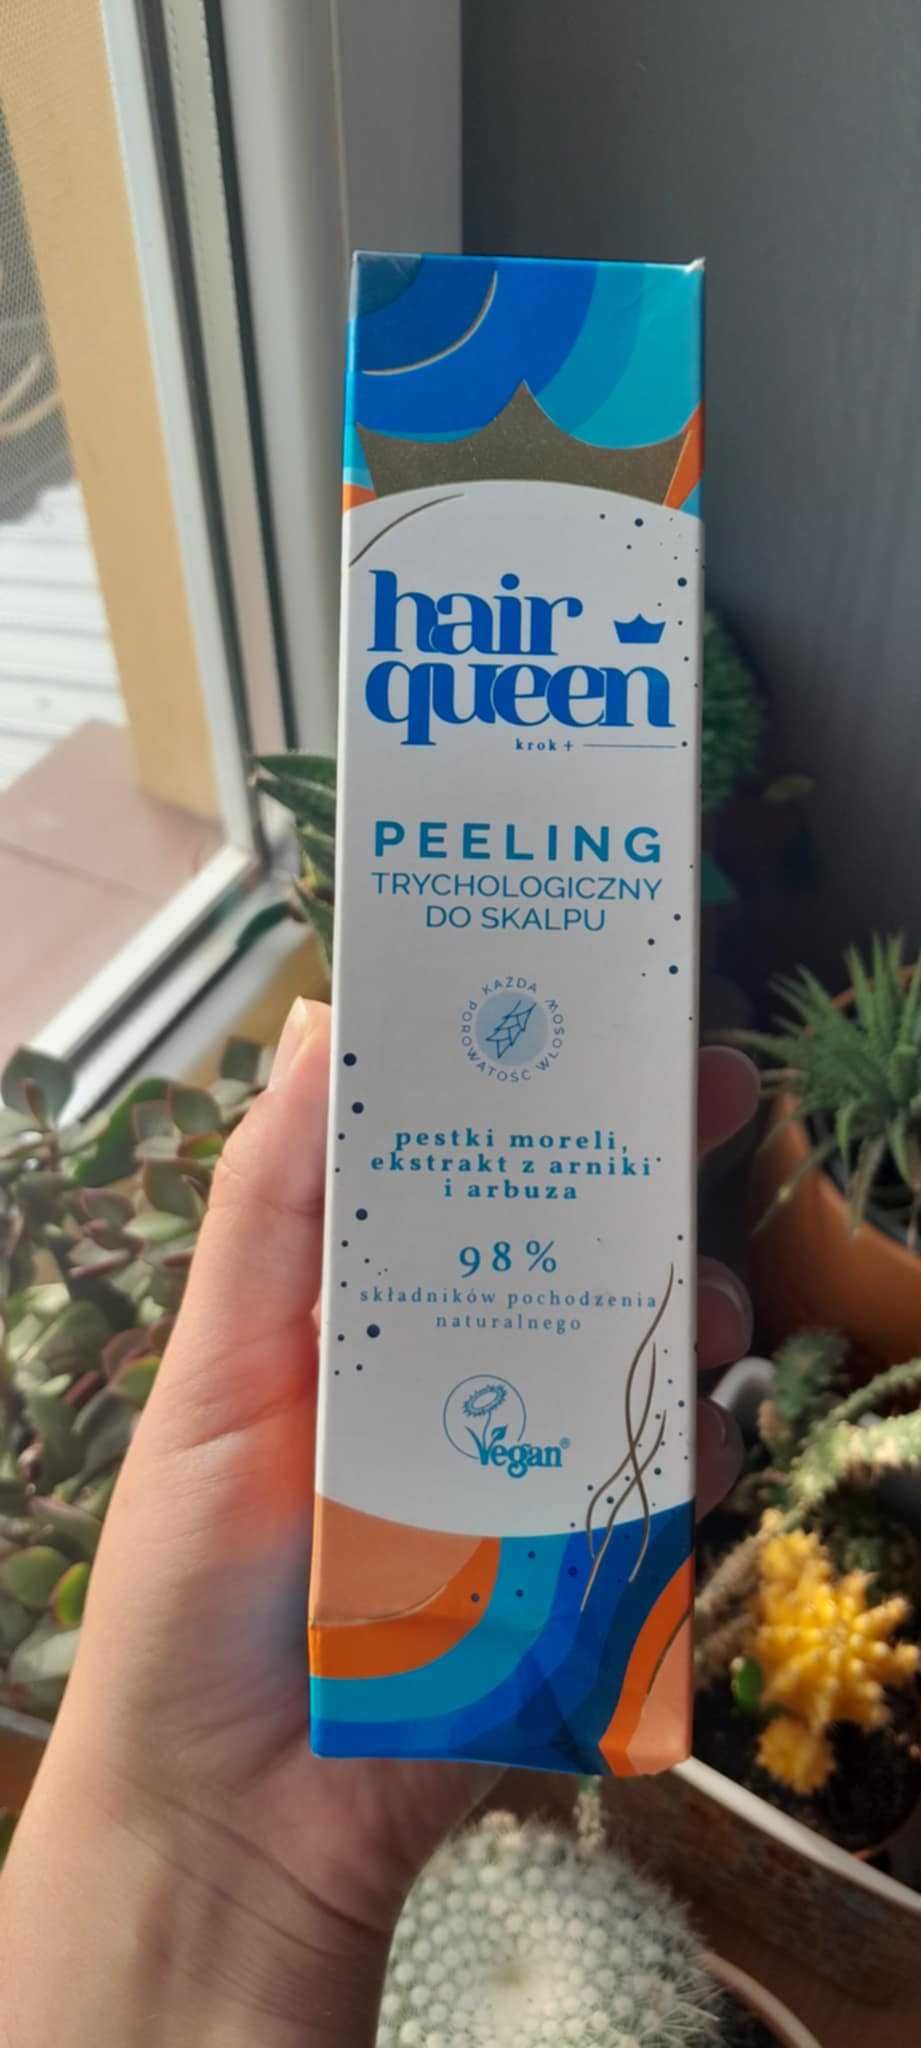 hair
queen
krok +
PEELING
TRYCHOLOGICZNY
DO SKALPU
KAŻDA POROWATOŚĆ WŁOSÓW
pestki moreli,
ekstrakt z arniki
i arbuza
98%
składników pochodzenia
naturalnego
Vegan®